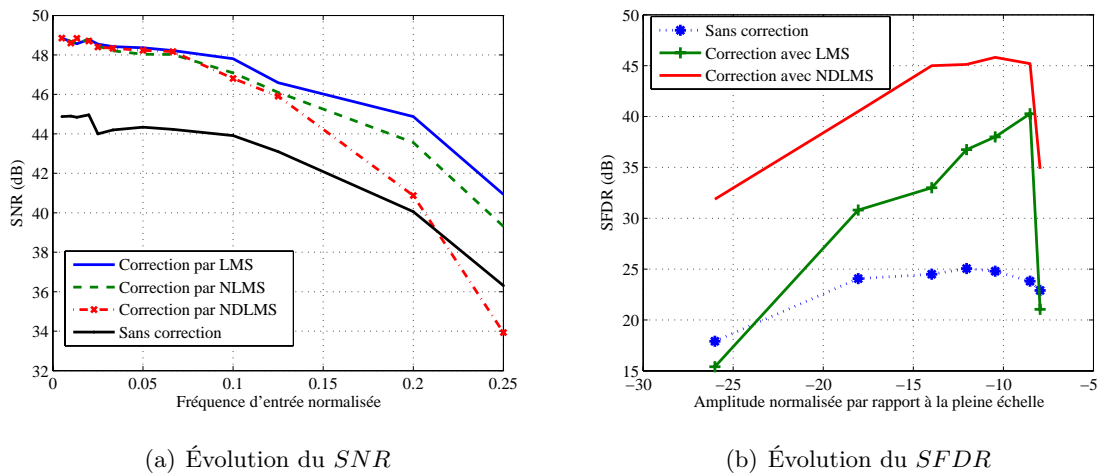 50
48
46
44
42
40
38
36
34
32
SNR (dB)
Correction par LMS
Correction par NLMS
Correction par NDLMS
Sans correction
0
0.05
0.1
0.15
0.2
0.25
Fréquence d'entrée normalisée
(a) Évolution du SNR
50
45
40
35
30
25
20
15
SFDR (dB)
Sans correction
Correction avec LMS
Correction avec NDLMS
−30
−25
−20
−15
−10
−5
Amplitude normalisée par rapport à la pleine échelle
(b) Évolution du SFDR